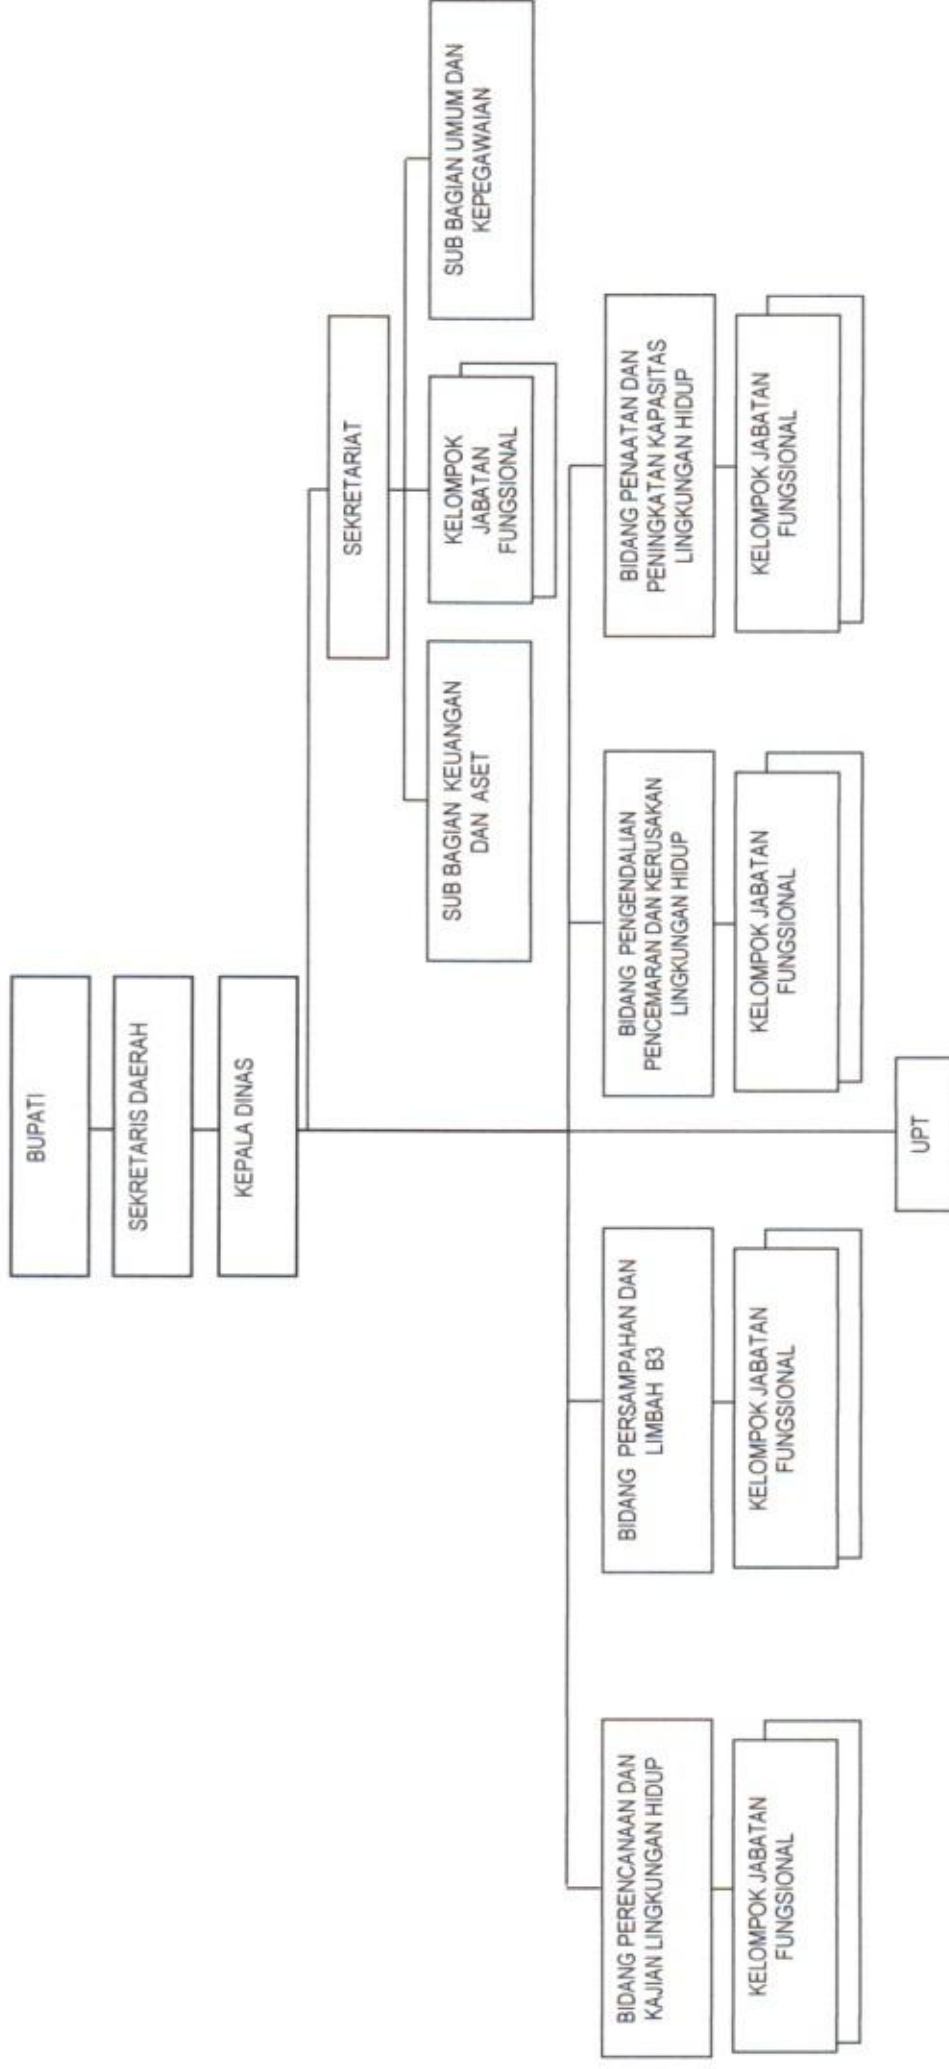 BUPATI
SEKRETARIS DAERAH
KEPALA DINAS
SEKRETARIAT
SUB BAGIAN KEUANGAN
DAN ASET
KELOMPOK
JABATAN
FUNGSIONAL
SUB BAGIAN UMUM DAN
KEPEGAWAIAN
BIDANG PERENCANAAN DAN
KAJIAN LINGKUNGAN HIDUP
BIDANG PERSAMPAHAN DAN
LIMBAH B3
BIDANG PENGENDALIAN
PENCEMARAN DAN KERUSAKAN
LINGKUNGAN HIDUP
BIDANG PENAATAN DAN
PENINGKATAN KAPASITAS
LINGKUNGAN HIDUP
KELOMPOK JABATAN
FUNGSIONAL
KELOMPOK JABATAN
FUNGSIONAL
KELOMPOK JABATAN
FUNGSIONAL
KELOMPOK JABATAN
FUNGSIONAL
UPT